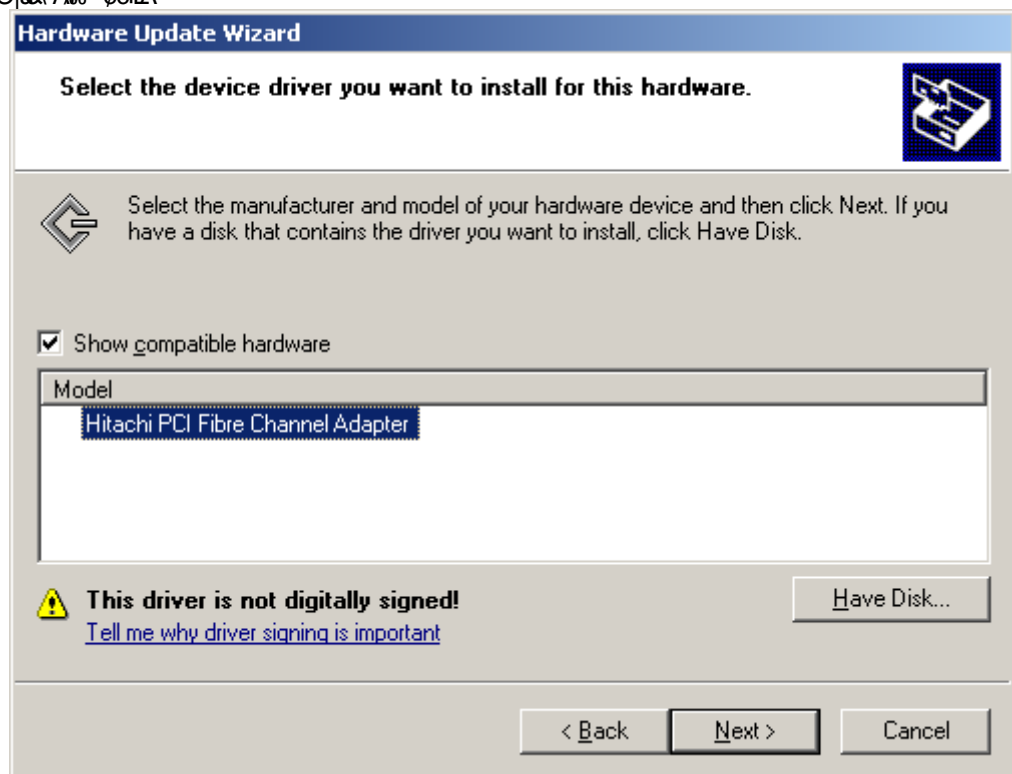 Hardware Update Wizard
Select the device driver you want to install for this hardware.
Select the manufacturer and model of your hardware device and then click Next. If you
have a disk that contains the driver you want to install, click Have Disk.
Show compatible hardware
Model
Hitachi PCI Fibre Channel Adapter
This driver is not digitally signed!
Have Disk...
Tell me why driver signing is important
< Back
Next >
Cancel